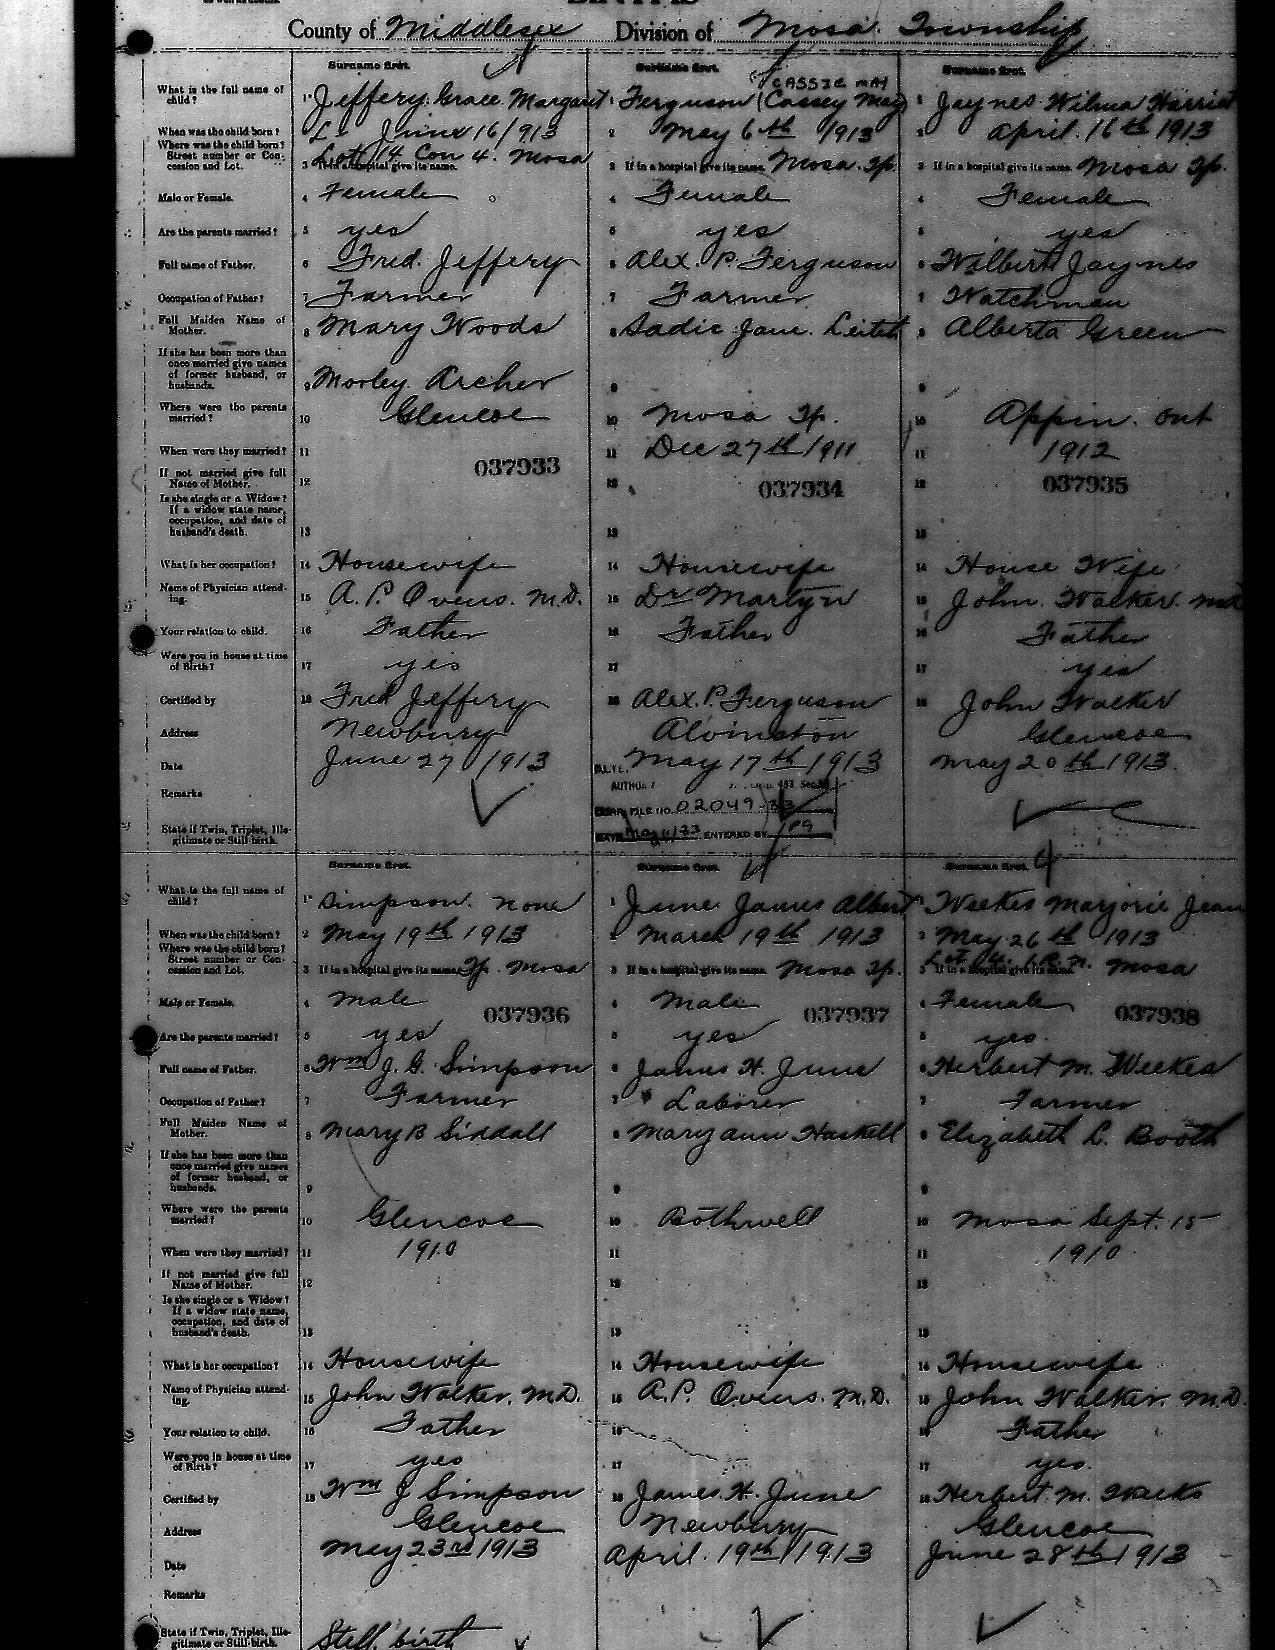 BIRTHS
County of Middlesex Division of Mosa Township
Surname first. Surname first. Surname first.
CASSIE MAY
What is the full name of child? 1 Jeffery Grace Margaret 1 Ferguson (Cassey May) 1 Jaynes Wilma Harriet
When was the child born? June 16/913 2 May 6th 1913 2 April 16th 1913
Where was the child born? Street number or Concession and Lot. 3 If in a hospital give its name. Lot 14 Con 4. Mosa 3 If in a hospital give its name. Mosa Tp. 3 If in a hospital give its name. Mosa Tp.
Male or Female. 4 Female 4 Female 4 Female
Are the parents married? 5 yes 5 yes 5 yes
Full name of Father. 6 Fred. Jeffery 6 Alex. P. Ferguson 6 Wilbert Jaynes
Occupation of Father? 7 Farmer 7 Farmer 7 Watchman
Full Maiden Name of Mother. 8 Mary Woods 8 Sadie Jane Leitch 8 Alberta Green
If she has been more than once married give names of former husband, or husbands. 9 Morley Archer 9 9
Where were the parents married? 10 Glencoe 10 Mosa Tp. 10 Appin. Ont
When were they married? 11 11 Dec 27th 1911 11 1912
037933 037934 037935
If not married give full Name of Mother. 12 12 12
Is she single or a Widow? If a widow state name, occupation, and date of husband's death. 13 13 13
What is her occupation? 14 Housewife 14 Housewife 14 House Wife
Name of Physician attending. 15 A. P. Owens. M.D. 15 Dr Martyn 15 John. Walker M.D
Your relation to child. 16 Father 16 Father 16 Father
Were you in house at time of Birth? 17 yes 17 17 yes
Certified by 18 Fred Jeffery 18 Alex. P. Ferguson 18 John Walker
Address Newbury Alvinston Glencoe
Date June 27 / 1913 May 17th 1913 May 20th 1913.
Remarks
FILE NO. 02049-33
State if Twin, Triplet, Illegitimate or Still-birth. DATE May 11/33 ENTERED BY
Surname first. Surname first. Surname first. 4
What is the full name of child? 1 Simpson. None 1 June James Albert 1 Weekes Marjorie Jean
When was the child born? 2 May 19th 1913 2 March 19th 1913 2 May 26th 1913
Where was the child born? Street number or Concession and Lot. 3 If in a hospital give its name. Tp. Mosa 3 If in a hospital give its name. Mosa Tp. 3 If in a hospital give its name. Lot 4. 1. R. N. Mosa
Male or Female. 4 Male 4 Male 4 Female
037936 037937 037938
Are the parents married? 5 yes 5 yes 5 yes.
Full name of Father. 6 Wm J. G. Simpson 6 James H. June 6 Herbert M. Weekes
Occupation of Father? 7 Farmer 7 Laborer 7 Farmer
Full Maiden Name of Mother. 8 Mary B Siddall 8 Mary ann Haskell 8 Elizabeth L. Booth
If she has been more than once married give names of former husband, or husbands. 9 9 9
Where were the parents married? 10 Glencoe 10 Bothwell 10 Mosa Sept. 15
When were they married? 11 1910 11 11 1910
If not married give full Name of Mother. 12 12 12
Is she single or a Widow? If a widow state name, occupation, and date of husband's death. 13 13 13
What is her occupation? 14 Housewife 14 Housewife 14 Housewife
Name of Physician attending. 15 John Walker. M.D. 15 A. P. Owens. M.D. 15 John Walker. M.D.
Your relation to child. 16 Father 16 16 Father
Were you in house at time of Birth? 17 yes 17 17 yes.
Certified by 18 Wm J Simpson 18 James H. June 18 Herbert. M. Weeks
Address Glencoe Newbury Glencoe
Date May 23rd 1913 April. 19th 1913 June 28th 1913
Remarks
State if Twin, Triplet, Illegitimate or Still-birth. Still birth